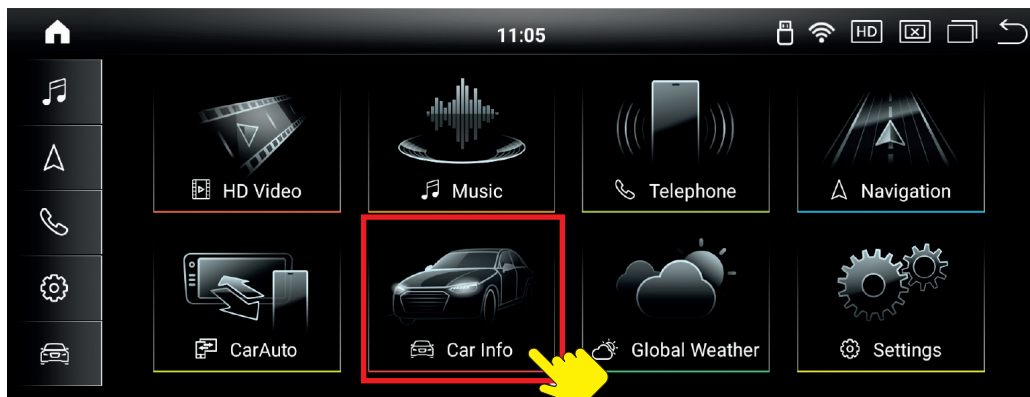 11:05
HD
HD Video
Music
Telephone
Navigation
CarAuto
Car Info
Global Weather
Settings